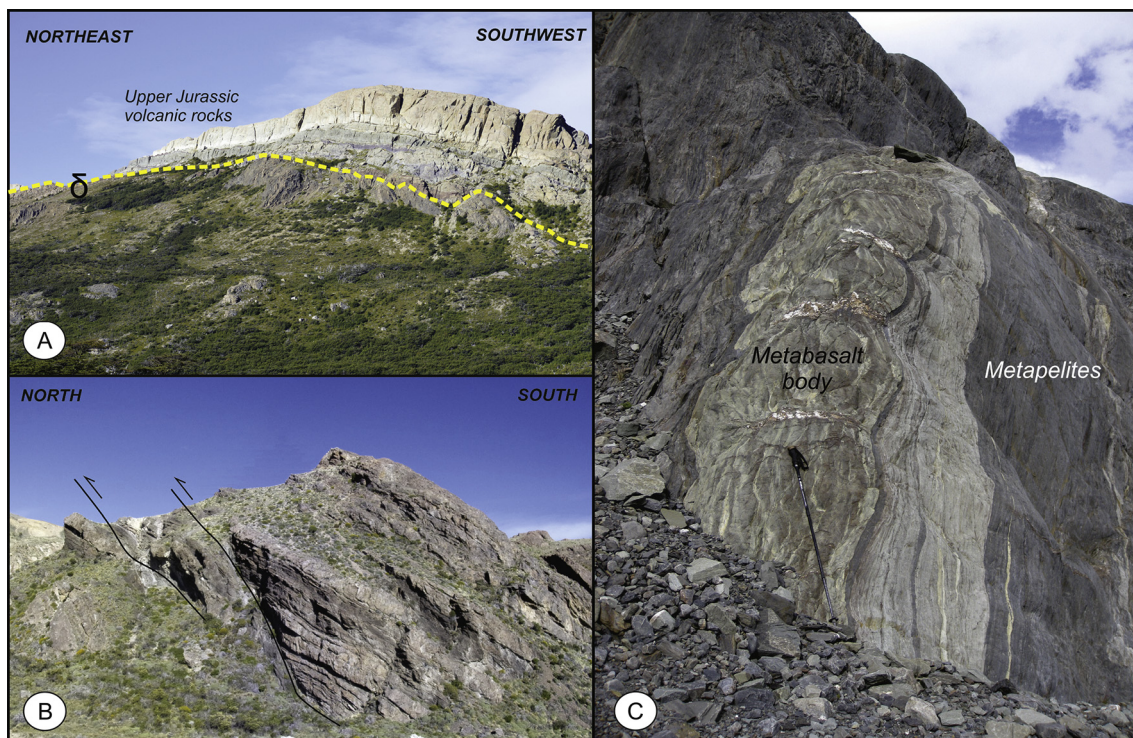 NORTHEAST
SOUTHWEST
Upper Jurassic
volcanic rocks
δ
A
NORTH
SOUTH
B
Metabasalt
body
Metapelites
C